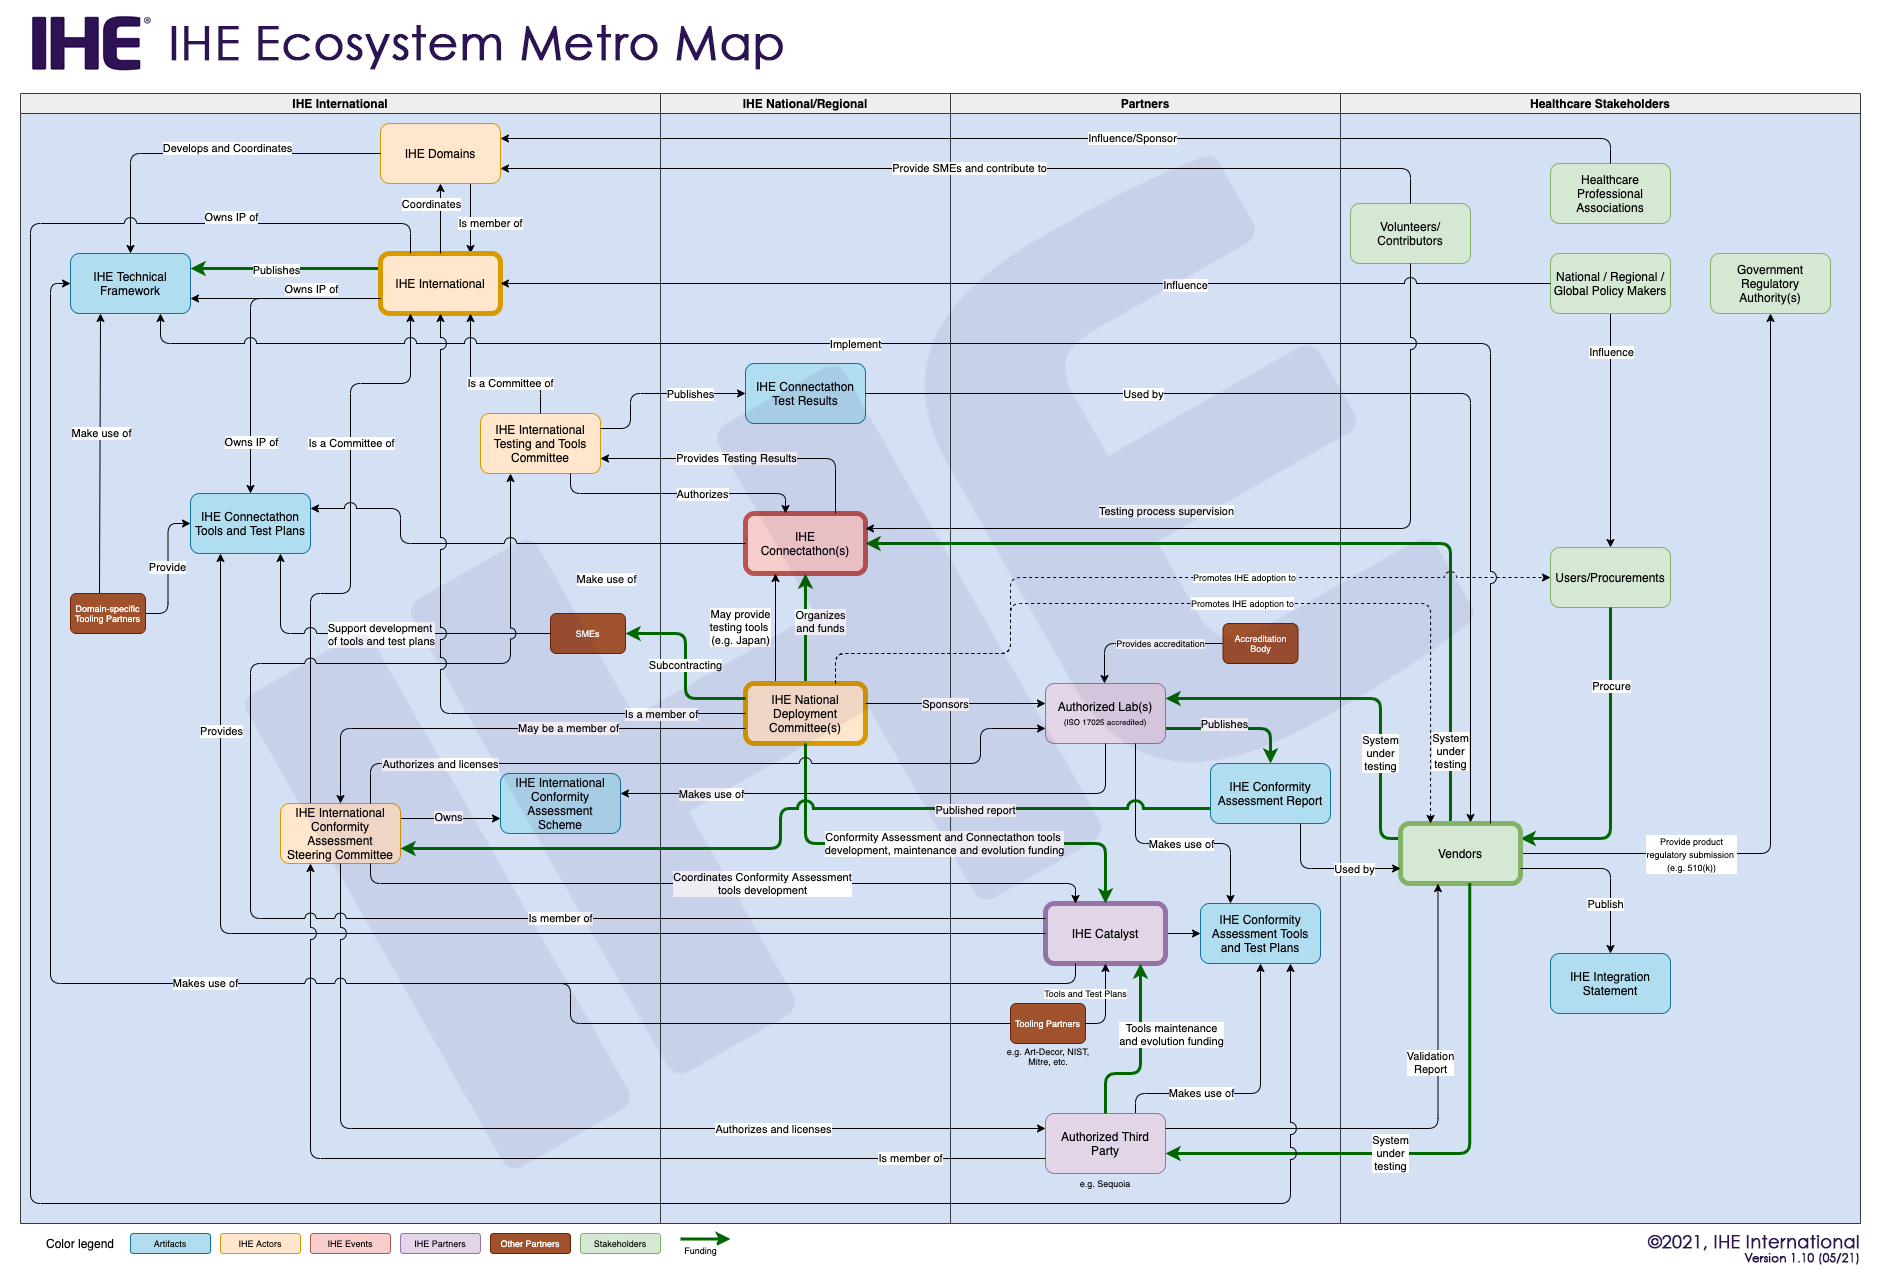 IHE® IHE Ecosystem Metro Map
IHE International
IHE National/Regional
Partners
Healthcare Stakeholders
IHE Domains
Develops and Coordinates
Influence/Sponsor
Provide SMEs and contribute to
Healthcare
Professional
Associations
Coordinates
Is member of
Owns IP of
Volunteers/
Contributors
IHE Technical
Framework
Publishes
Owns IP of
IHE International
Influence
National / Regional /
Global Policy Makers
Government
Regulatory
Authority(s)
Implement
Influence
Is a Committee of
Publishes
IHE Connectathon
Test Results
Used by
Make use of
Owns IP of
Is a Committee of
IHE International
Testing and Tools
Committee
Provides Testing Results
Authorizes
IHE Connectathon
Tools and Test Plans
Testing process supervision
IHE
Connectathon(s)
Provide
Make use of
Promotes IHE adoption to
Users/Procurements
Promotes IHE adoption to
Domain-specific
Tooling Partners
Support development
of tools and test plans
SMEs
Subcontracting
May provide
testing tools
(e.g. Japan)
Organizes
and funds
Provides accreditation
Accreditation
Body
Procure
Provides
Is a member of
May be a member of
IHE National
Deployment
Committee(s)
Sponsors
Authorized Lab(s)
(ISO 17025 accredited)
Publishes
System
under
testing
System
under
testing
Authorizes and licenses
IHE International
Conformity
Assessment
Scheme
Makes use of
IHE Conformity
Assessment Report
Published report
IHE International
Conformity
Assessment
Steering Committee
Owns
Conformity Assessment and Connectathon tools
development, maintenance and evolution funding
Makes use of
Used by
Vendors
Provide product
regulatory submission
(e.g. 510(k))
Coordinates Conformity Assessment
tools development
Publish
Is member of
IHE Catalyst
IHE Conformity
Assessment Tools
and Test Plans
IHE Integration
Statement
Makes use of
Tools and Test Plans
Tooling Partners
e.g. Art-Decor, NIST,
Mitre, etc.
Tools maintenance
and evolution funding
Validation
Report
Makes use of
Authorizes and licenses
Authorized Third
Party
System
under
testing
Is member of
e.g. Sequoia
Color legend
Artifacts
IHE Actors
IHE Events
IHE Partners
Other Partners
Stakeholders
Funding
©2021, IHE International
Version 1.10 (05/21)